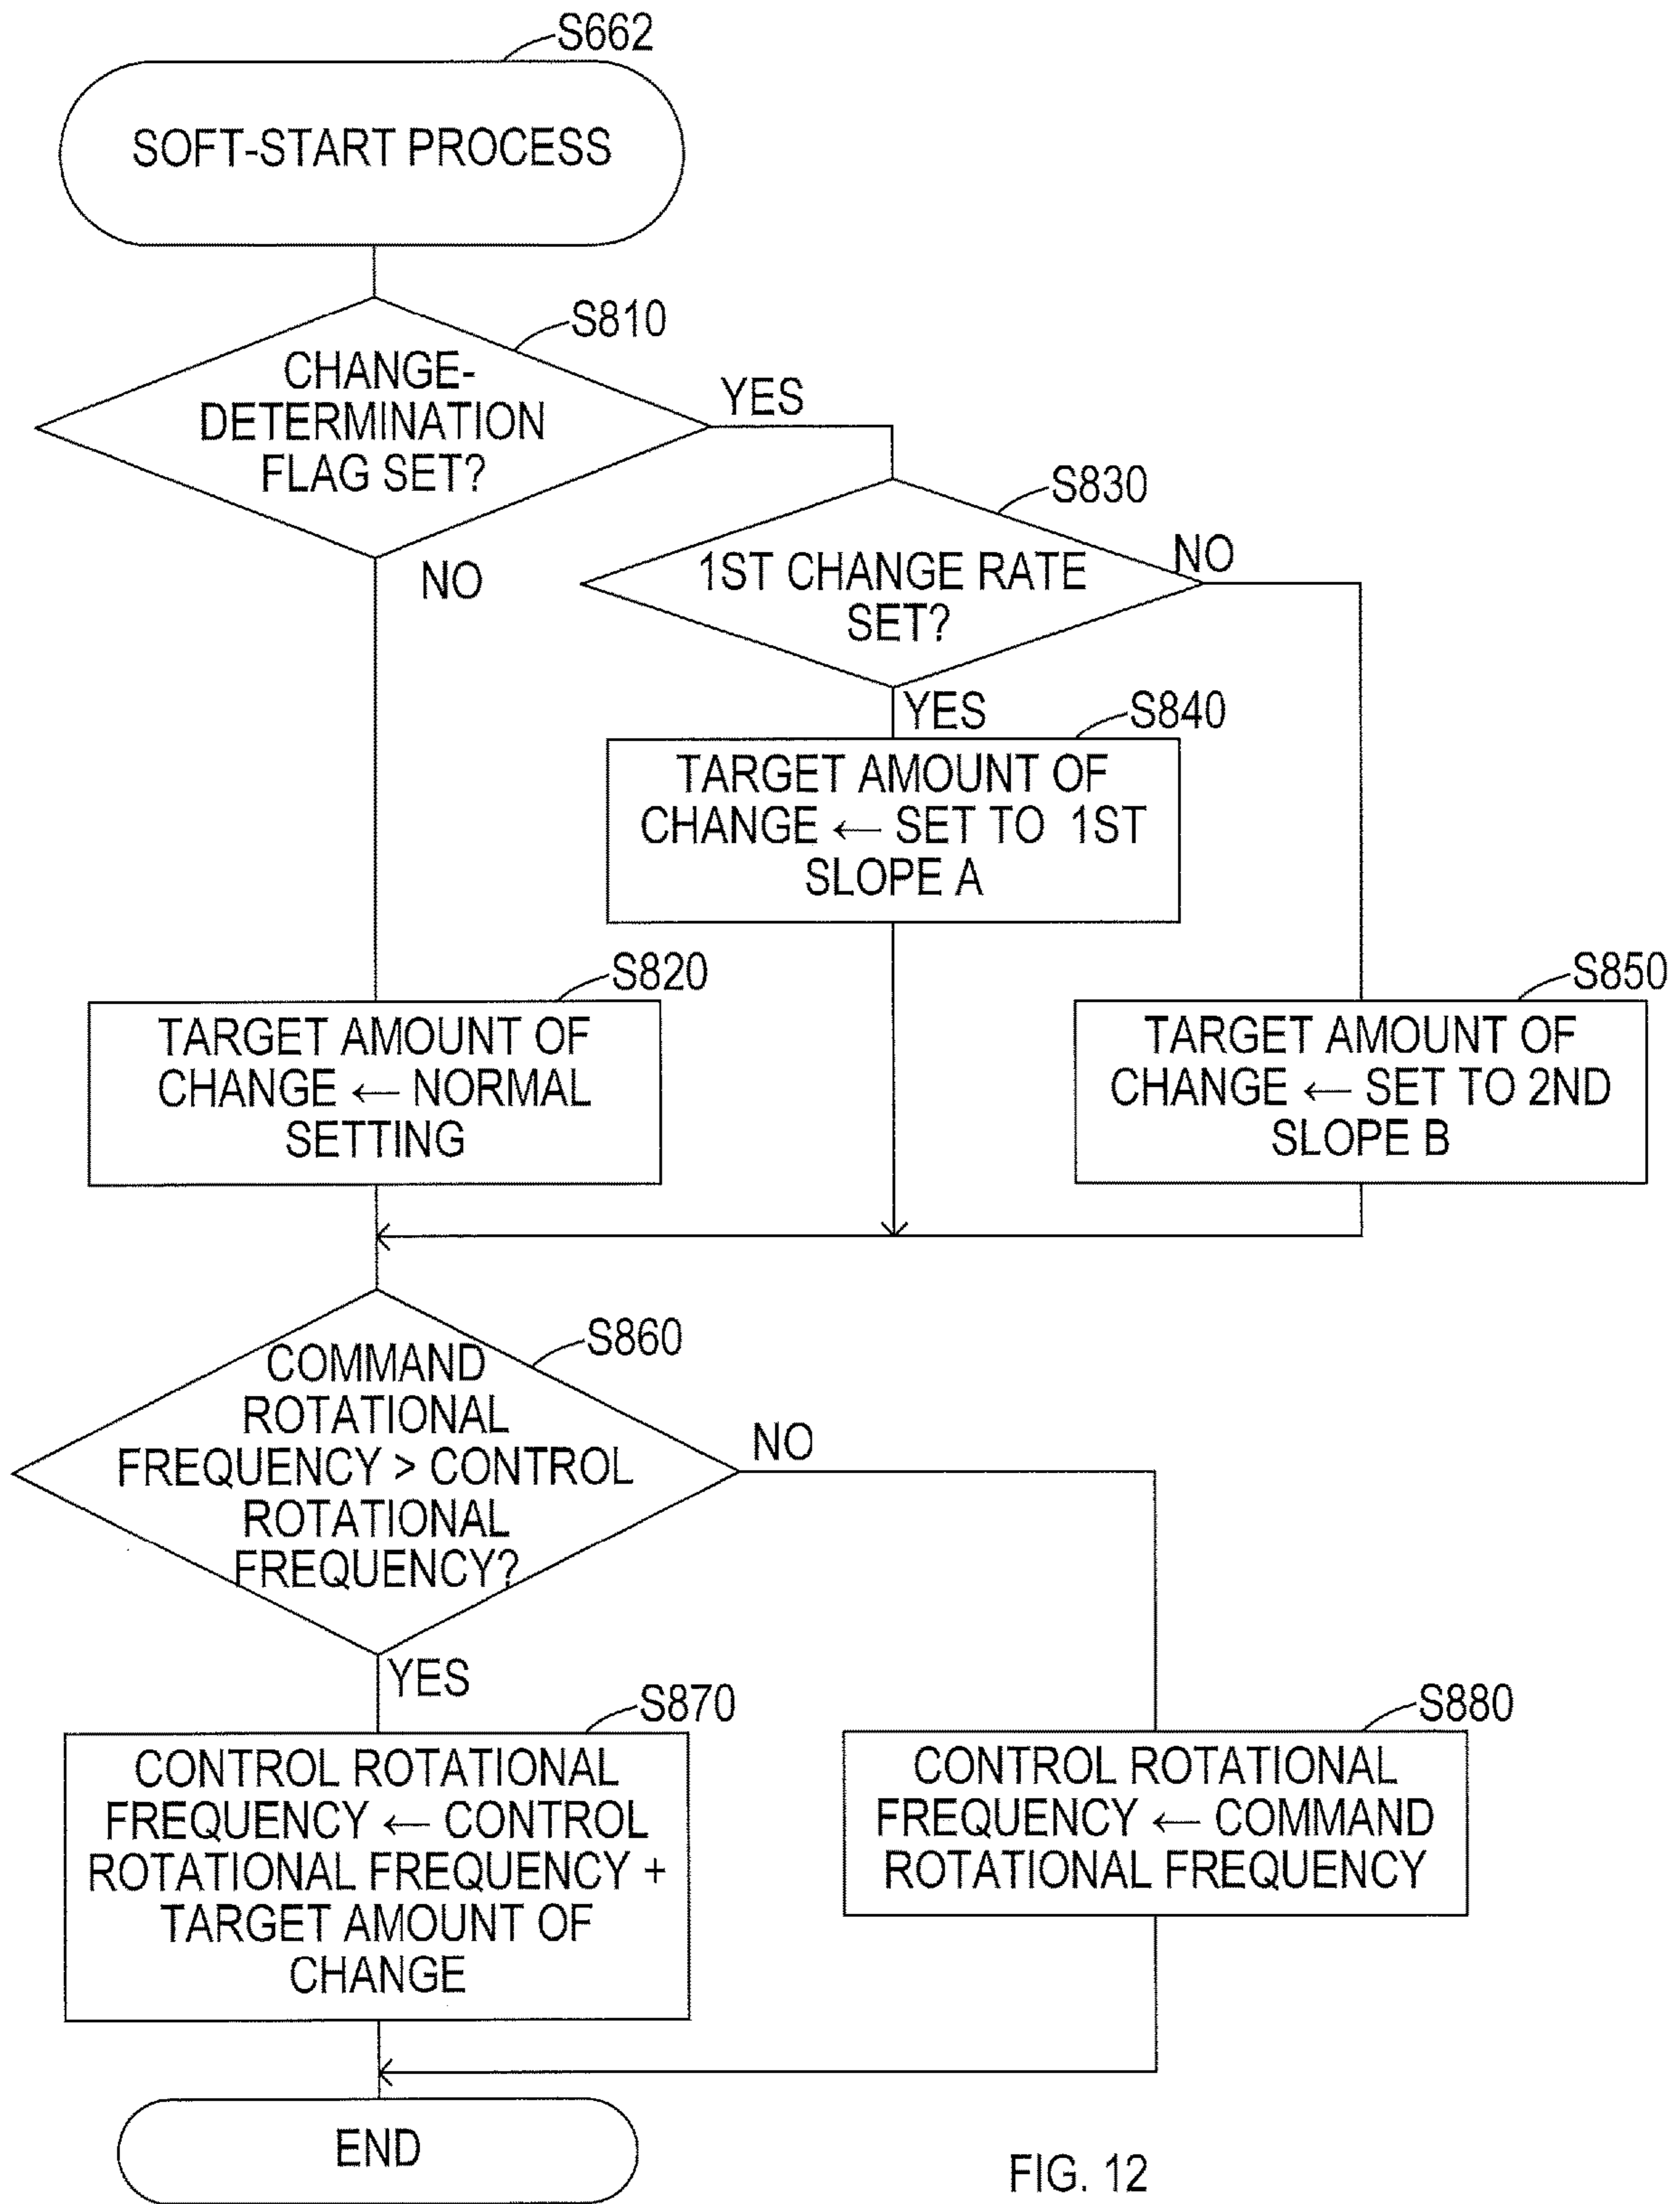 S662
SOFT-START PROCESS
S810
CHANGE-
DETERMINATION
FLAG SET?
YES
NO
S830
1ST CHANGE RATE
SET?
NO
YES
S840
TARGET AMOUNT OF
CHANGE ← SET TO 1ST
SLOPE A
S820
TARGET AMOUNT OF
CHANGE ← NORMAL
SETTING
S850
TARGET AMOUNT OF
CHANGE ← SET TO 2ND
SLOPE B
S860
COMMAND
ROTATIONAL
FREQUENCY > CONTROL
ROTATIONAL
FREQUENCY?
NO
YES
S870
CONTROL ROTATIONAL
FREQUENCY ← CONTROL
ROTATIONAL FREQUENCY +
TARGET AMOUNT OF
CHANGE
S880
CONTROL ROTATIONAL
FREQUENCY ← COMMAND
ROTATIONAL FREQUENCY
END
FIG. 12